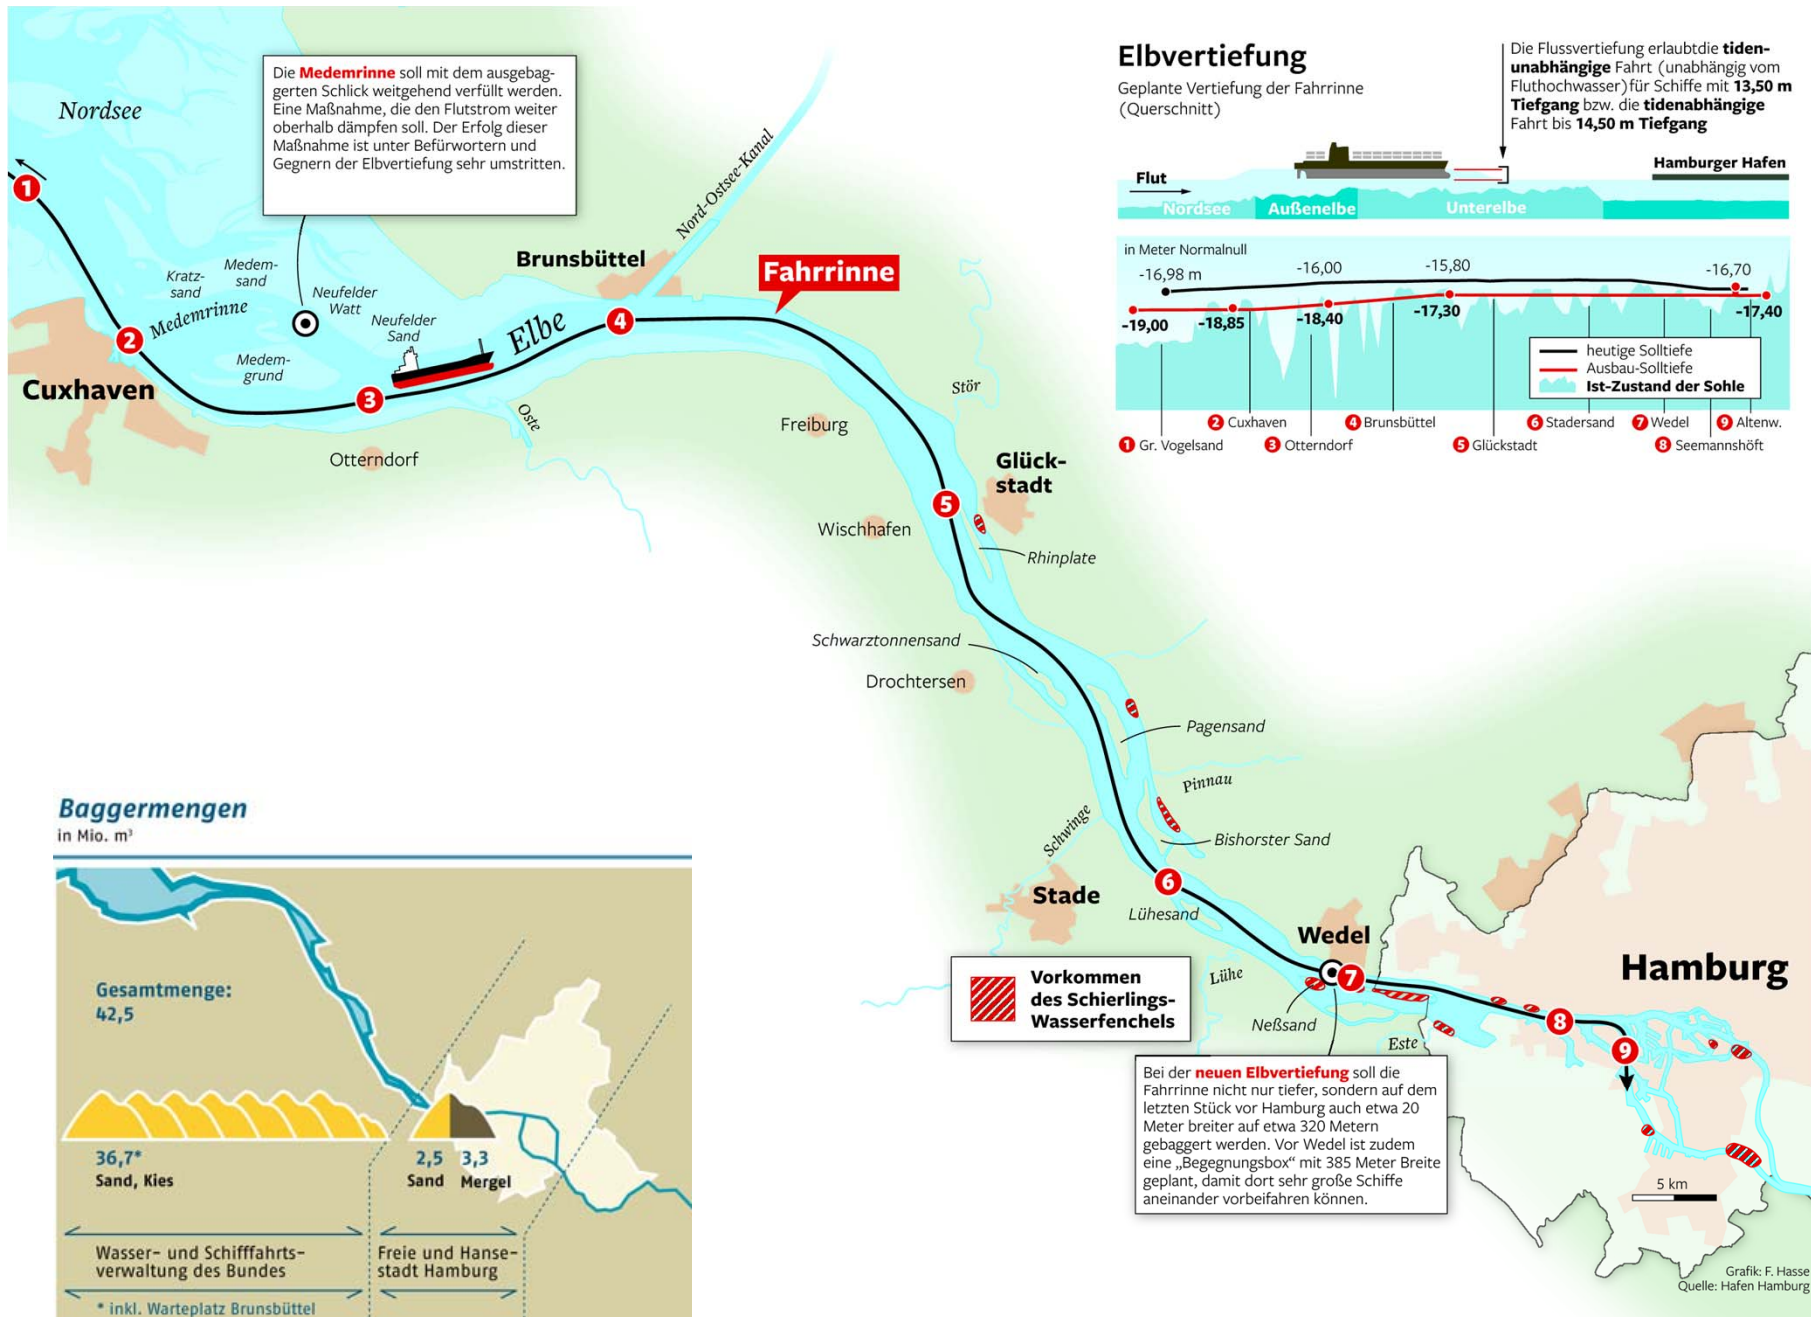 Nordsee
Die Medemrinne soll mit dem ausgebag-
gerten Schlick weitgehend verfüllt werden.
Eine Maßnahme, die den Flutstrom weiter
oberhalb dämpfen soll. Der Erfolg dieser
Maßnahme ist unter Befürwortern und
Gegnern der Elbvertiefung sehr umstritten.
Elbvertiefung
Geplante Vertiefung der Fahrrinne
(Querschnitt)
Die Flussvertiefung erlaubtdie tiden-
unabhängige Fahrt (unabhängig vom
Fluthochwasser)für Schiffe mit 13,50 m
Tiefgang bzw. die tidenabhängige
Fahrt bis 14,50 m Tiefgang
Flut
Hamburger Hafen
Nordsee
Außenelbe
Unterelbe
in Meter Normalnull
-16,98 m
-16,00
-15,80
-16,70
-19,00
-18,85
-18,40
-17,30
-17,40
heutige Solltiefe
Ausbau-Solltiefe
Ist-Zustand der Sohle
2 Cuxhaven
4 Brunsbüttel
6 Stadersand
7 Wedel
9 Altenw.
1 Gr. Vogelsand
3 Otterndorf
5 Glückstadt
8 Seemannshöft
1
Nord-Ostsee-Kanal
Brunsbüttel
Fahrrinne
Kratz-
sand
Medem-
sand
Neufelder
Watt
Medemrinne
Neufelder
Sand
Elbe
4
2
Medem-
grund
Cuxhaven
3
Oste
Otterndorf
Stör
Freiburg
Glück-
stadt
5
Wischhafen
Rhinplate
Schwarztonnensand
Drochtersen
Pagensand
Pinnau
Schwinge
Bishorster Sand
6
Stade
Lühesand
Wedel
Hamburg
Lühe
7
Neßsand
Este
8
9
Vorkommen
des Schierlings-
Wasserfenchels
Bei der neuen Elbvertiefung soll die
Fahrrinne nicht nur tiefer, sondern auf dem
letzten Stück vor Hamburg auch etwa 20
Meter breiter auf etwa 320 Metern
gebaggert werden. Vor Wedel ist zudem
eine „Begegnungsbox“ mit 385 Meter Breite
geplant, damit dort sehr große Schiffe
aneinander vorbeifahren können.
5 km
Grafik: F. Hasse
Quelle: Hafen Hamburg
Baggermengen
in Mio. m³
Gesamtmenge:
42,5
36,7*
Sand, Kies
2,5
Sand
3,3
Mergel
Wasser- und Schifffahrts-
verwaltung des Bundes
Freie und Hanse-
stadt Hamburg
* inkl. Warteplatz Brunsbüttel